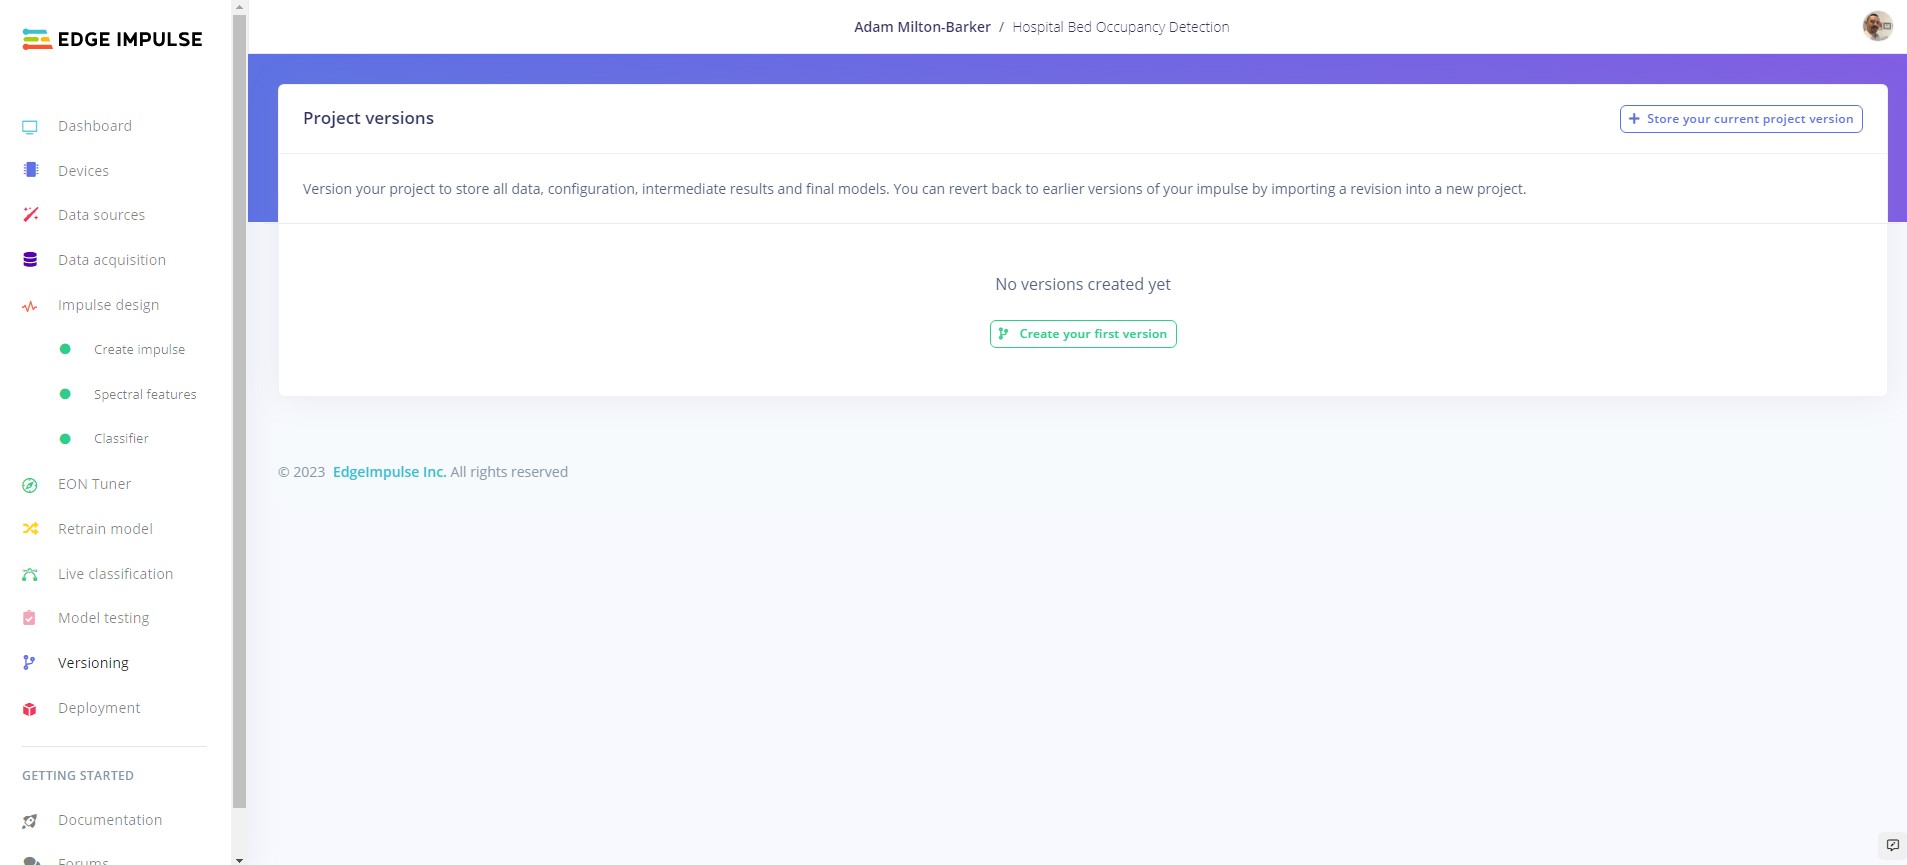 EDGE IMPULSE
Adam Milton-Barker / Hospital Bed Occupancy Detection
Dashboard
Devices
Data sources
Data acquisition
Impulse design
Create impulse
Spectral features
Classifier
EON Tuner
Retrain model
Live classification
Model testing
Versioning
Deployment
GETTING STARTED
Documentation
Forums
Project versions
+ Store your current project version
Version your project to store all data, configuration, intermediate results and final models. You can revert back to earlier versions of your impulse by importing a revision into a new project.
No versions created yet
Create your first version
© 2023 EdgeImpulse Inc. All rights reserved